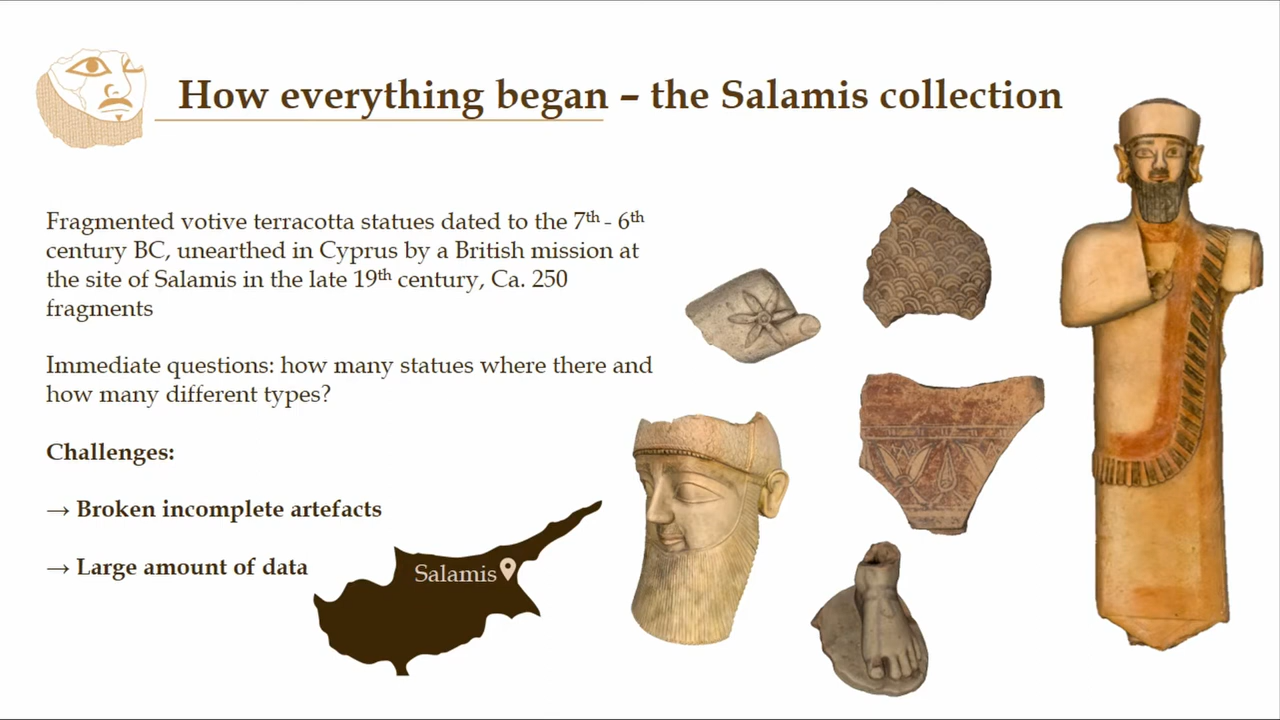 How everything began – the Salamis collection
Fragmented votive terracotta statues dated to the 7th - 6th
century BC, unearthed in Cyprus by a British mission at
the site of Salamis in the late 19th century, Ca. 250
fragments
Immediate questions: how many statues where there and
how many different types?
Challenges:
→ Broken incomplete artefacts
→ Large amount of data
Salamis